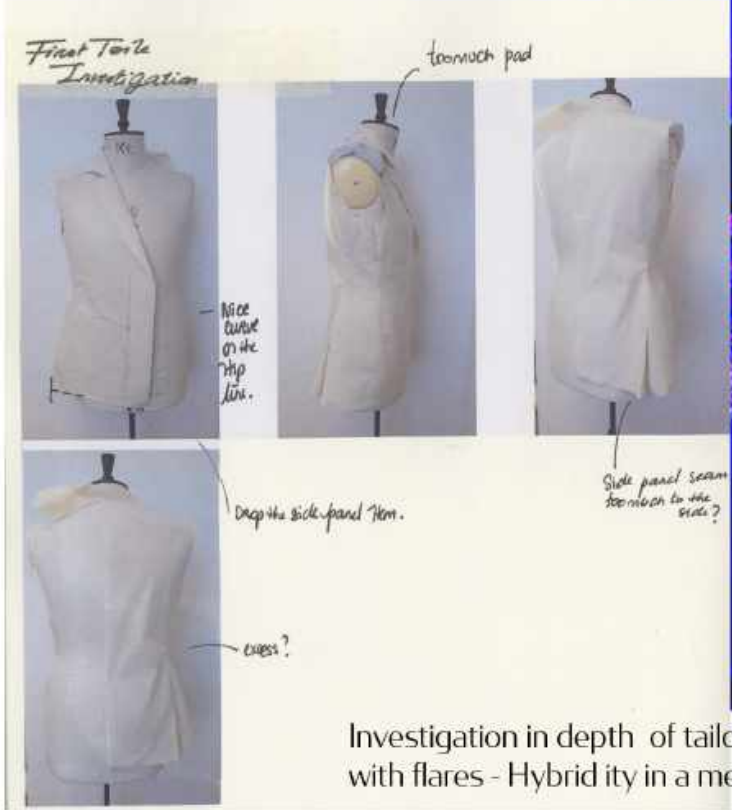 First Toile
Investigation
too much pad
Nice
curve
on the
Hip
line.
Drop the side panel Hem.
Side panel seam
too much to the
side?
excess?
Investigation in depth of tailo
with flares - Hybrid ity in a me